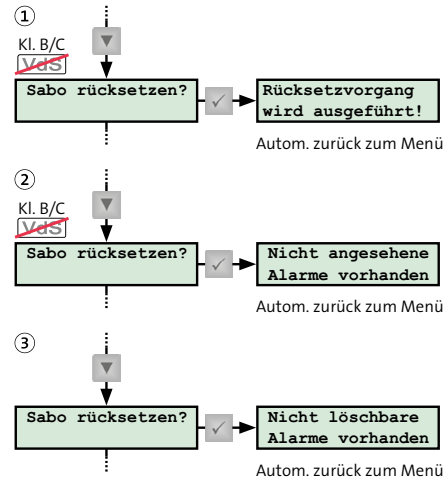 1
Kl. B/C
VdS
Sabo rücksetzen?
Rücksetzvorgang
wird ausgeführt!
Autom. zurück zum Menü
2
Kl. B/C
VdS
Sabo rücksetzen?
Nicht angesehene
Alarme vorhanden
Autom. zurück zum Menü
3
Sabo rücksetzen?
Nicht löschbare
Alarme vorhanden
Autom. zurück zum Menü